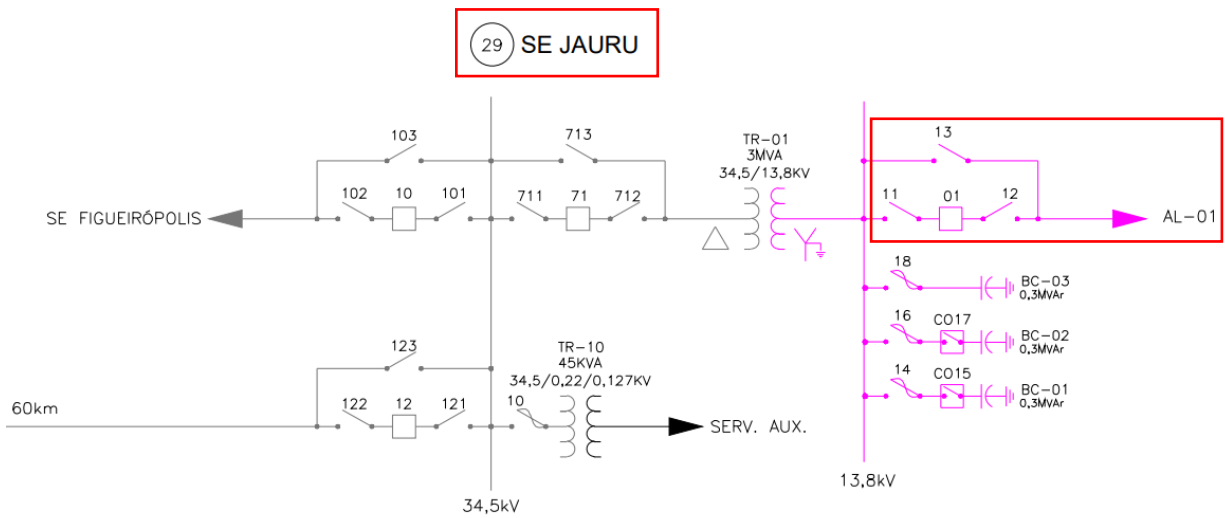 29 SE JAURU
103
713
TR-01
3MVA
34,5/13,8KV
13
102 10 101
711 71 712
11 01 12
SE FIGUEIRÓPOLIS
AL-01
18
BC-03
0,3MVAr
16
CO17
BC-02
0,3MVAr
14
CO15
BC-01
0,3MVAr
123
TR-10
45KVA
34,5/0,22/0,127KV
60km
122 12 121
10
SERV. AUX.
34,5kV
13,8kV